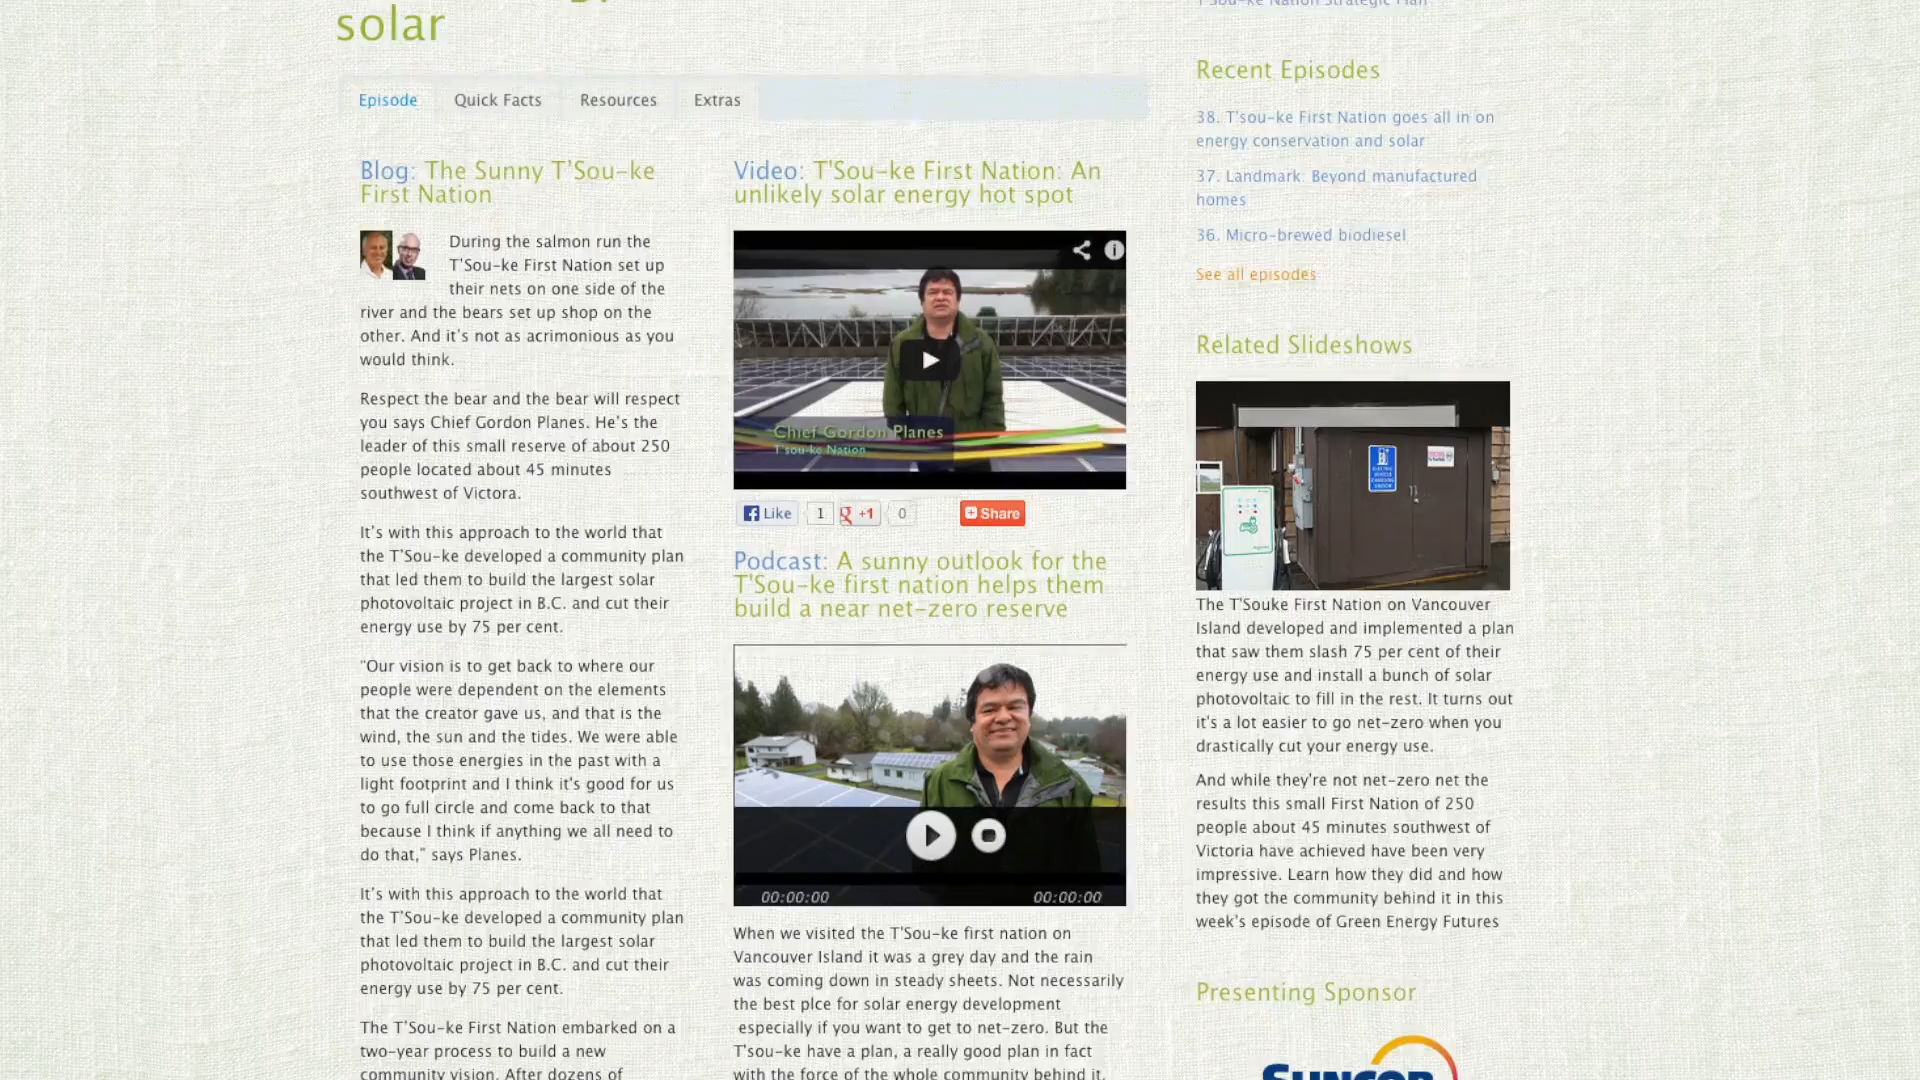 solar
Episode
Quick Facts
Resources
Extras
Blog: The Sunny T'Sou-ke
First Nation
During the salmon run the
T'Sou-ke First Nation set up
their nets on one side of the
river and the bears set up shop on the
other. And it's not as acrimonious as you
would think.
Respect the bear and the bear will respect
you says Chief Gordon Planes. He's the
leader of this small reserve of about 250
people located about 45 minutes
southwest of Victora.
It's with this approach to the world that
the T'Sou-ke developed a community plan
that led them to build the largest solar
photovoltaic project in B.C. and cut their
energy use by 75 per cent.
"Our vision is to get back to where our
people were dependent on the elements
that the creator gave us, and that is the
wind, the sun and the tides. We were able
to use those energies in the past with a
light footprint and I think it's good for us
to go full circle and come back to that
because I think if anything we all need to
do that," says Planes.
It's with this approach to the world that
the T'Sou-ke developed a community plan
that led them to build the largest solar
photovoltaic project in B.C. and cut their
energy use by 75 per cent.
The T'Sou-ke First Nation embarked on a
two-year process to build a new
community vision. After dozens of
Video: T'Sou-ke First Nation: An
unlikely solar energy hot spot
Chief Gordon Planes
T'sou-ke Nation
Like
1
+1
0
Share
Podcast: A sunny outlook for the
T'Sou-ke first nation helps them
build a near net-zero reserve
00:00:00
00:00:00
When we visited the T'Sou-ke first nation on
Vancouver Island it was a grey day and the rain
was coming down in steady sheets. Not necessarily
the best plce for solar energy development
especially if you want to get to net-zero. But the
T'sou-ke have a plan, a really good plan in fact
with the force of the whole community behind it.
T'Sou-ke Nation Strategic Plan
Recent Episodes
38. T'sou-ke First Nation goes all in on
energy conservation and solar
37. Landmark: Beyond manufactured
homes
36. Micro-brewed biodiesel
See all episodes
Related Slideshows
ELECTRIC
VEHICLE
CHARGING
STATION
The T'Souke First Nation on Vancouver
Island developed and implemented a plan
that saw them slash 75 per cent of their
energy use and install a bunch of solar
photovoltaic to fill in the rest. It turns out
it's a lot easier to go net-zero when you
drastically cut your energy use.
And while they're not net-zero net the
results this small First Nation of 250
people about 45 minutes southwest of
Victoria have achieved have been very
impressive. Learn how they did and how
they got the community behind it in this
week's episode of Green Energy Futures
Presenting Sponsor
SUNCOR